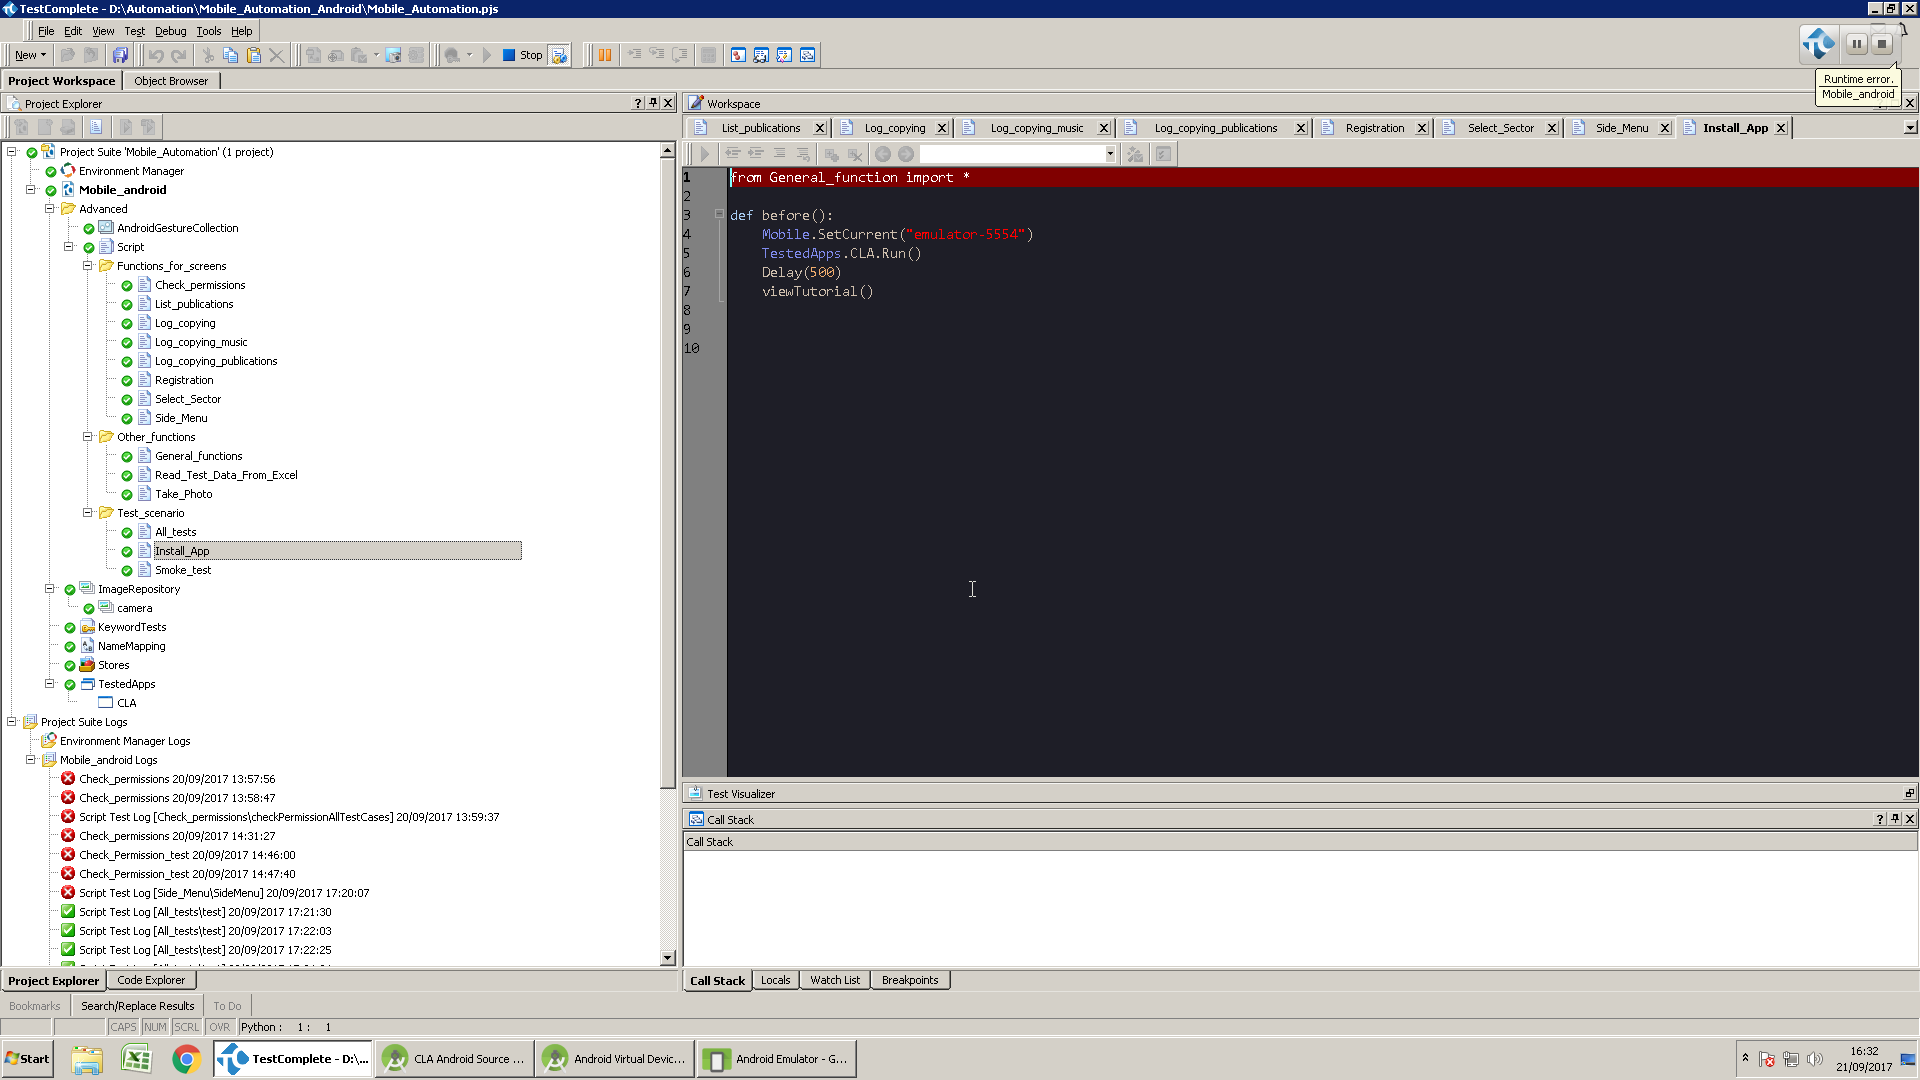 TestComplete - D:\Automation\Mobile_Automation_Android\Mobile_Automation.pjs
File Edit View Test Debug Tools Help
New Stop
Runtime error.
Mobile_android
Project Workspace Object Browser
Project Explorer
Workspace
List_publications Log_copying Log_copying_music Log_copying_publications Registration Select_Sector Side_Menu Install_App
Project Suite 'Mobile_Automation' (1 project)
Environment Manager
Mobile_android
Advanced
AndroidGestureCollection
Script
Functions_for_screens
Check_permissions
List_publications
Log_copying
Log_copying_music
Log_copying_publications
Registration
Select_Sector
Side_Menu
Other_functions
General_functions
Read_Test_Data_From_Excel
Take_Photo
Test_scenario
All_tests
Install_App
Smoke_test
ImageRepository
camera
KeywordTests
NameMapping
Stores
TestedApps
CLA
Project Suite Logs
Environment Manager Logs
Mobile_android Logs
Check_permissions 20/09/2017 13:57:56
Check_permissions 20/09/2017 13:58:47
Script Test Log [Check_permissions\checkPermissionAllTestCases] 20/09/2017 13:59:37
Check_permissions 20/09/2017 14:31:27
Check_Permission_test 20/09/2017 14:46:00
Check_Permission_test 20/09/2017 14:47:40
Script Test Log [Side_Menu\SideMenu] 20/09/2017 17:20:07
Script Test Log [All_tests\test] 20/09/2017 17:21:30
Script Test Log [All_tests\test] 20/09/2017 17:22:03
Script Test Log [All_tests\test] 20/09/2017 17:22:25
1 from General_function import *
2
3 def before():
4 Mobile.SetCurrent("emulator-5554")
5 TestedApps.CLA.Run()
6 Delay(500)
7 viewTutorial()
8
9
10
Test Visualizer
Call Stack
Call Stack
Project Explorer Code Explorer
Call Stack Locals Watch List Breakpoints
Bookmarks Search/Replace Results To Do
CAPS NUM SCRL OVR Python : 1 : 1
Start TestComplete - D:\... CLA Android Source ... Android Virtual Devic... Android Emulator - G...
16:32
21/09/2017